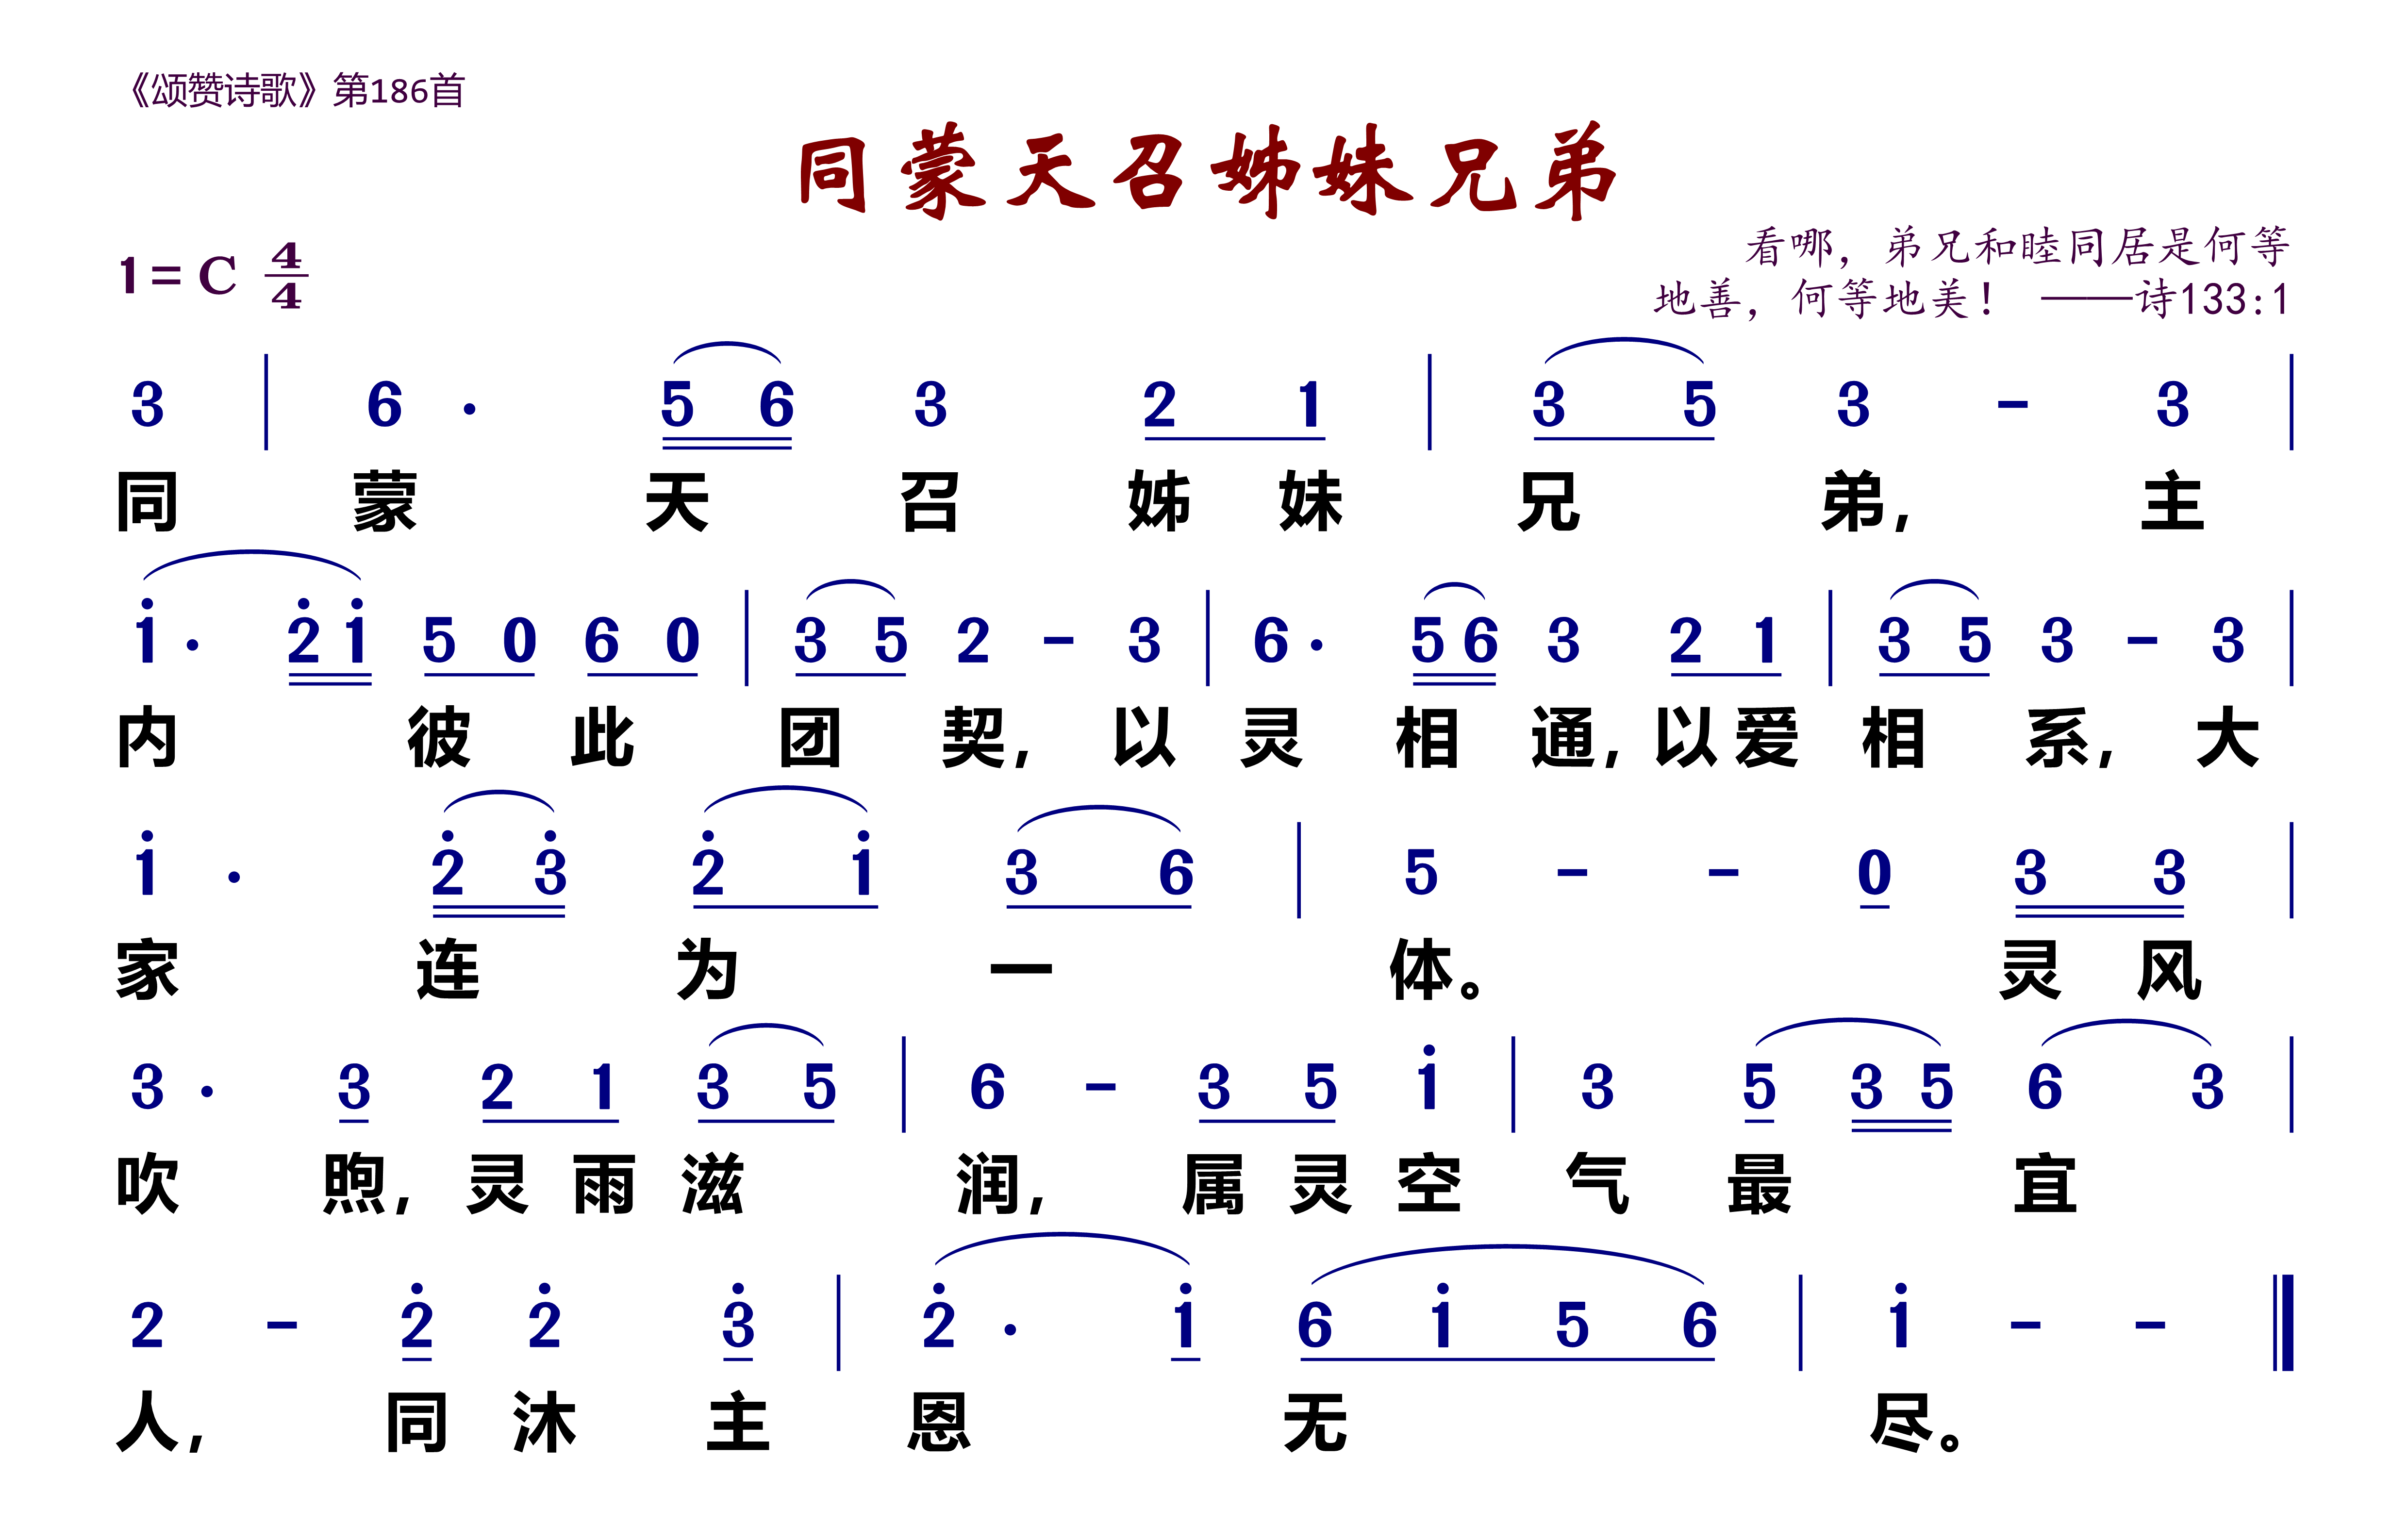 《颂赞诗歌》第186首
同蒙天召姊妹兄弟
1=C 4/4
看哪，弟兄和睦同居是何等
地善，何等地美！ ——诗133:1
3 | 6 · 5 6 3 2 1 | 3 5 3 - 3 |
同 蒙 天 召 姊 妹 兄 弟, 主
1̇ · 2̇ 1̇ 5 0 6 0 | 3 5 2 - 3 | 6 · 5 6 3 2 1 | 3 5 3 - 3 |
内 彼 此 团 契, 以 灵 相 通, 以 爱 相 系, 大
1̇ · 2̇ 3̇ 2̇ 1̇ 3 6 | 5 - - 0 3 3 |
家 连 为 一 体。 灵 风
3 · 3 2 1 3 5 | 6 - 3 5 1̇ | 3 5 3 5 6 3 |
吹 煦, 灵 雨 滋 润, 属 灵 空 气 最 宜
2 - 2̇ 2̇ 3̇ | 2̇ · 1̇ 6 1̇ 5 6 | 1̇ - - ‖
人, 同 沐 主 恩 无 尽。